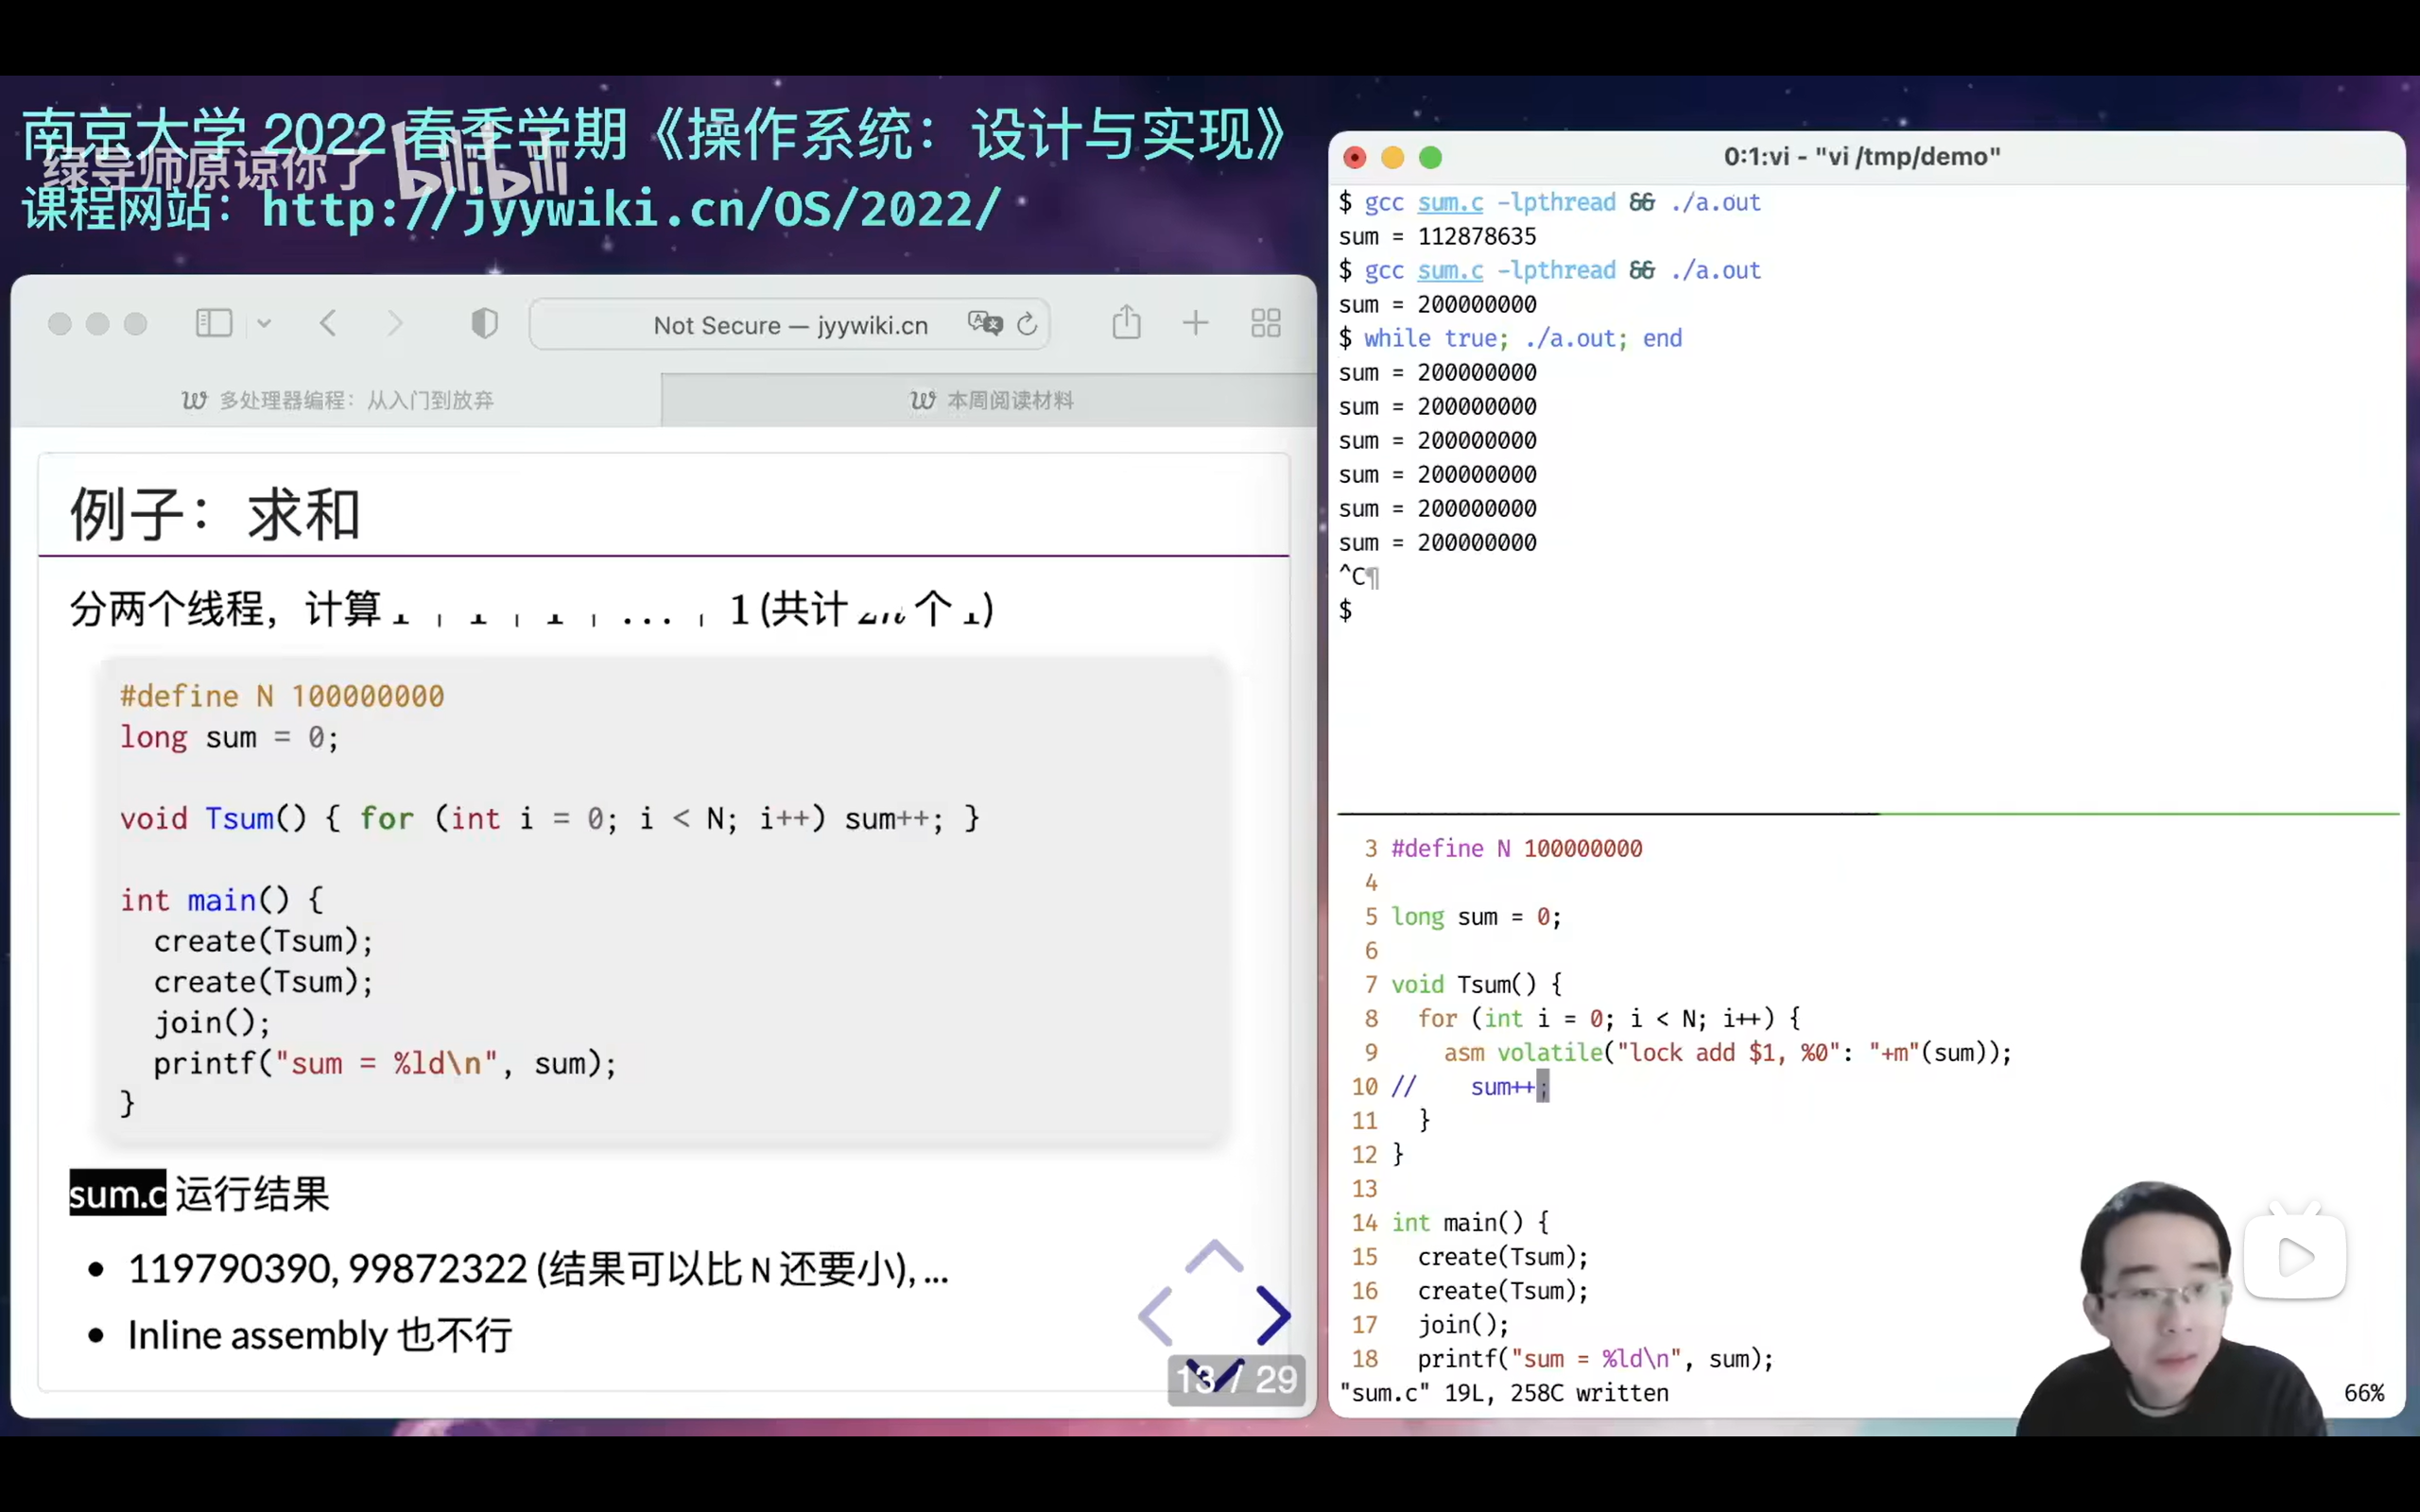 南京大学 2022 春季学期《操作系统：设计与实现》
绿导师原谅你了 bilibili
课程网站：http://jyywiki.cn/OS/2022/
Not Secure — jyywiki.cn
多处理器编程：从入门到放弃
本周阅读材料
例子：求和
分两个线程，计算 … 1 (共计 个 )
#define N 100000000
long sum = 0;
void Tsum() { for (int i = 0; i < N; i++) sum++; }
int main() {
  create(Tsum);
  create(Tsum);
  join();
  printf("sum = %ld\n", sum);
}
sum.c 运行结果
• 119790390, 99872322 (结果可以比 N 还要小), ...
• Inline assembly 也不行
13 / 29
0:1:vi - "vi /tmp/demo"
$ gcc sum.c -lpthread && ./a.out
sum = 112878635
$ gcc sum.c -lpthread && ./a.out
sum = 200000000
$ while true; ./a.out; end
sum = 200000000
sum = 200000000
sum = 200000000
sum = 200000000
sum = 200000000
sum = 200000000
^C¶
$
3 #define N 100000000
4
5 long sum = 0;
6
7 void Tsum() {
8   for (int i = 0; i < N; i++) {
9     asm volatile("lock add $1, %0": "+m"(sum));
10 //    sum++;
11   }
12 }
13
14 int main() {
15   create(Tsum);
16   create(Tsum);
17   join();
18   printf("sum = %ld\n", sum);
"sum.c" 19L, 258C written
66%